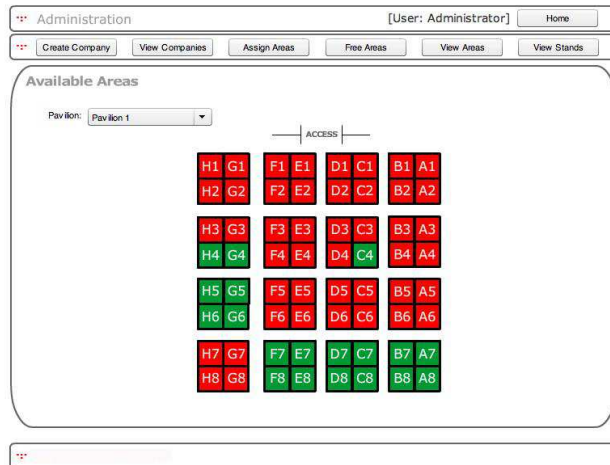 Administration [User: Administrator] Home
Create Company View Companies Assign Areas Free Areas View Areas View Stands
Available Areas
Pavilion: Pavilion 1
ACCESS
H1 G1 F1 E1 D1 C1 B1 A1
H2 G2 F2 E2 D2 C2 B2 A2
H3 G3 F3 E3 D3 C3 B3 A3
H4 G4 F4 E4 D4 C4 B4 A4
H5 G5 F5 E5 D5 C5 B5 A5
H6 G6 F6 E6 D6 C6 B6 A6
H7 G7 F7 E7 D7 C7 B7 A7
H8 G8 F8 E8 D8 C8 B8 A8